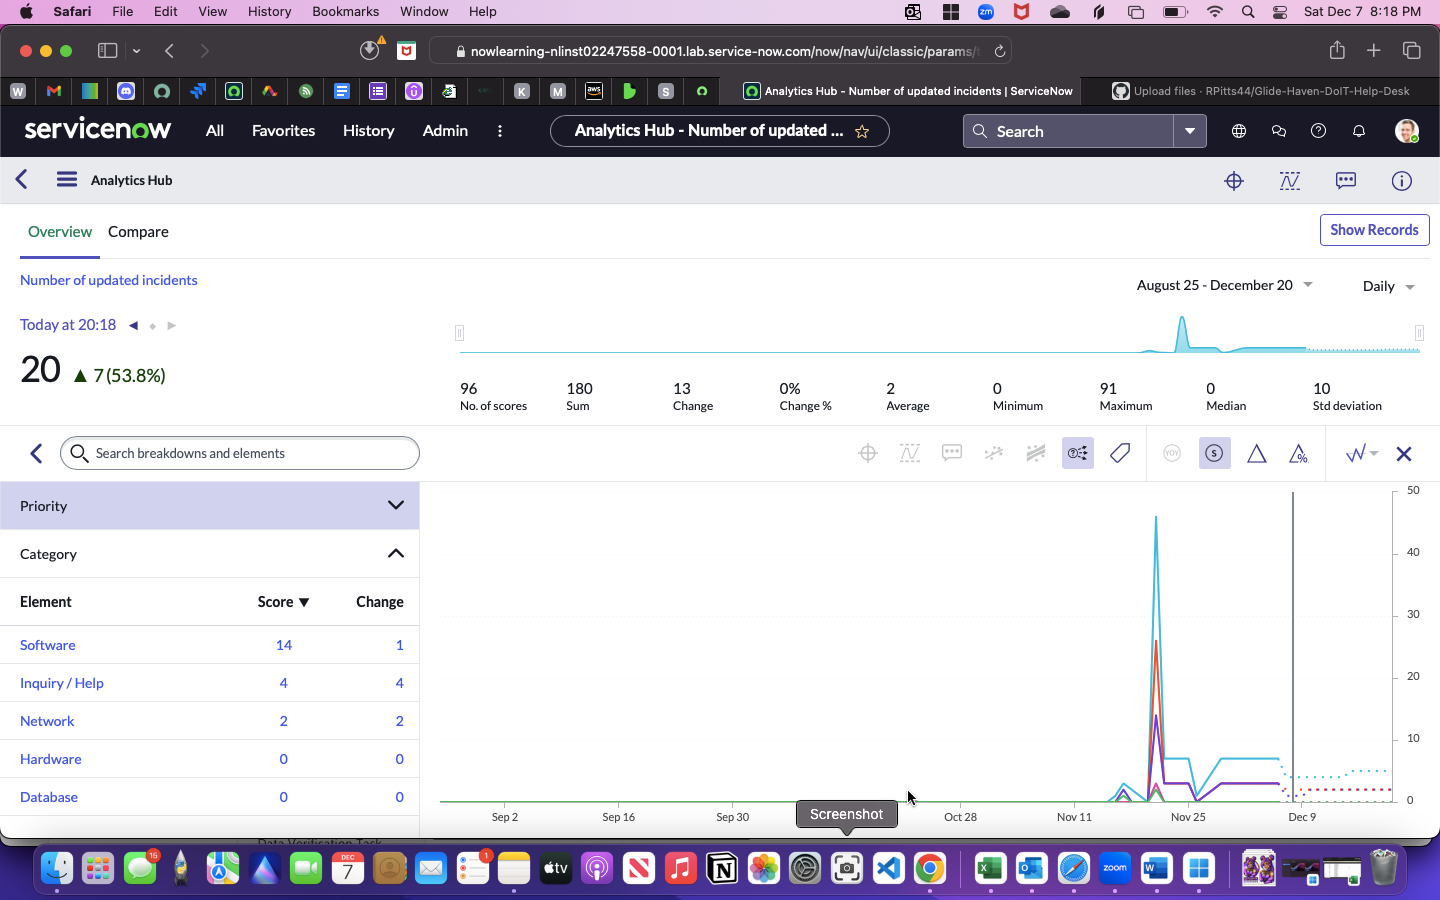 Safari File Edit View History Bookmarks Window Help Sat Dec 7 8:18 PM
nowlearning-nlinst02247558-0001.lab.service-now.com/now/nav/ui/classic/params/
Analytics Hub - Number of updated incidents | ServiceNow
Upload files · RPitts44/Glide-Haven-DoIT-Help-Desk
servicenow All Favorites History Admin Analytics Hub - Number of updated ... Search
Analytics Hub
Overview Compare Show Records
Number of updated incidents
August 25 - December 20 Daily
Today at 20:18
20 ▲ 7 (53.8%)
96 180 13 0% 2 0 91 0 10
No. of scores Sum Change Change % Average Minimum Maximum Median Std deviation
Search breakdowns and elements
YOY S %
Priority
Category
Element Score ▼ Change
Software 14 1
Inquiry / Help 4 4
Network 2 2
Hardware 0 0
Database 0 0
50
40
30
20
10
0
Sep 2 Sep 16 Sep 30 Oct 28 Nov 11 Nov 25 Dec 9
Screenshot
Data Verification Task
16 DEC 7 1 tv zoom